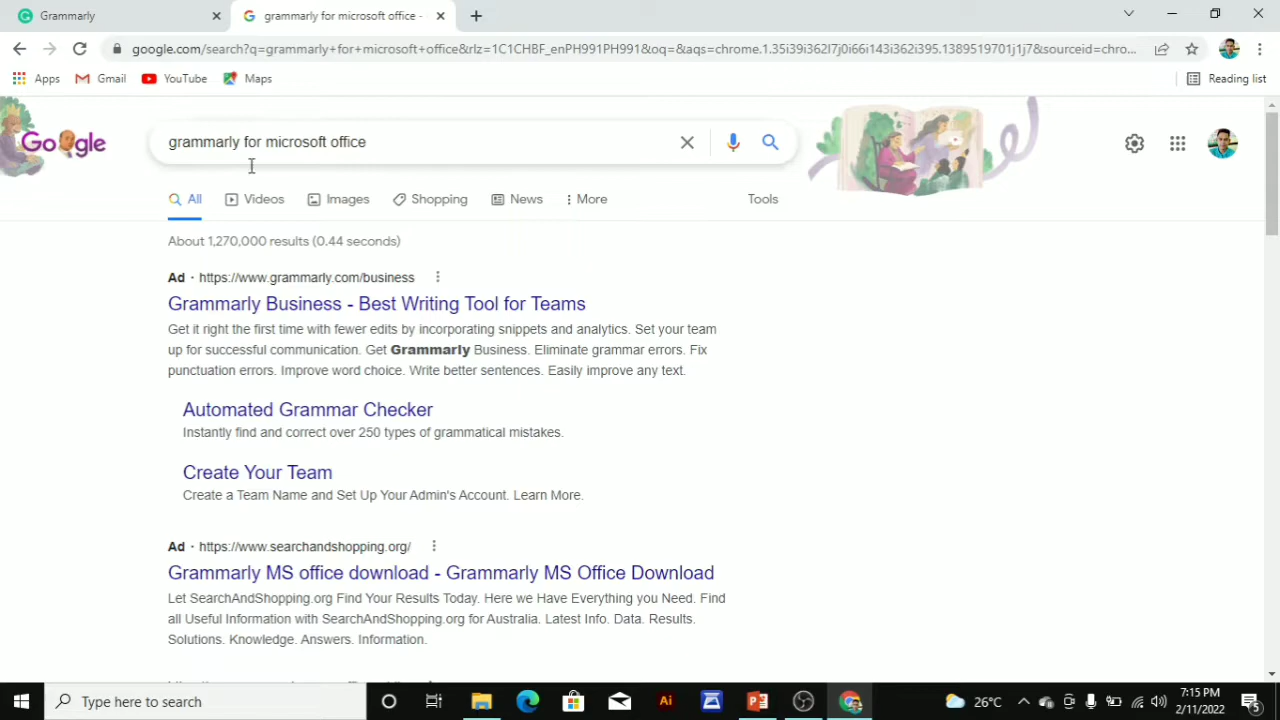 Grammarly
grammarly for microsoft office -
google.com/search?q=grammarly+for+microsoft+office&rlz=1C1CHBF_enPH991PH991&oq=&aqs=chrome.1.35i39i362l7j0i66i143i362i395.1389519701j1j7&sourceid=chro...
Apps
Gmail
YouTube
Maps
Reading list
Google
grammarly for microsoft office
All
Videos
Images
Shopping
News
More
Tools
About 1,270,000 results (0.44 seconds)
Ad · https://www.grammarly.com/business
Grammarly Business - Best Writing Tool for Teams
Get it right the first time with fewer edits by incorporating snippets and analytics. Set your team
up for successful communication. Get Grammarly Business. Eliminate grammar errors. Fix
punctuation errors. Improve word choice. Write better sentences. Easily improve any text.
Automated Grammar Checker
Instantly find and correct over 250 types of grammatical mistakes.
Create Your Team
Create a Team Name and Set Up Your Admin's Account. Learn More.
Ad · https://www.searchandshopping.org/
Grammarly MS office download - Grammarly MS Office Download
Let SearchAndShopping.org Find Your Results Today. Here we Have Everything you Need. Find
all Useful Information with SearchAndShopping.org for Australia. Latest Info. Data. Results.
Solutions. Knowledge. Answers. Information.
Type here to search
Ai
26°C
7:15 PM
2/11/2022
5